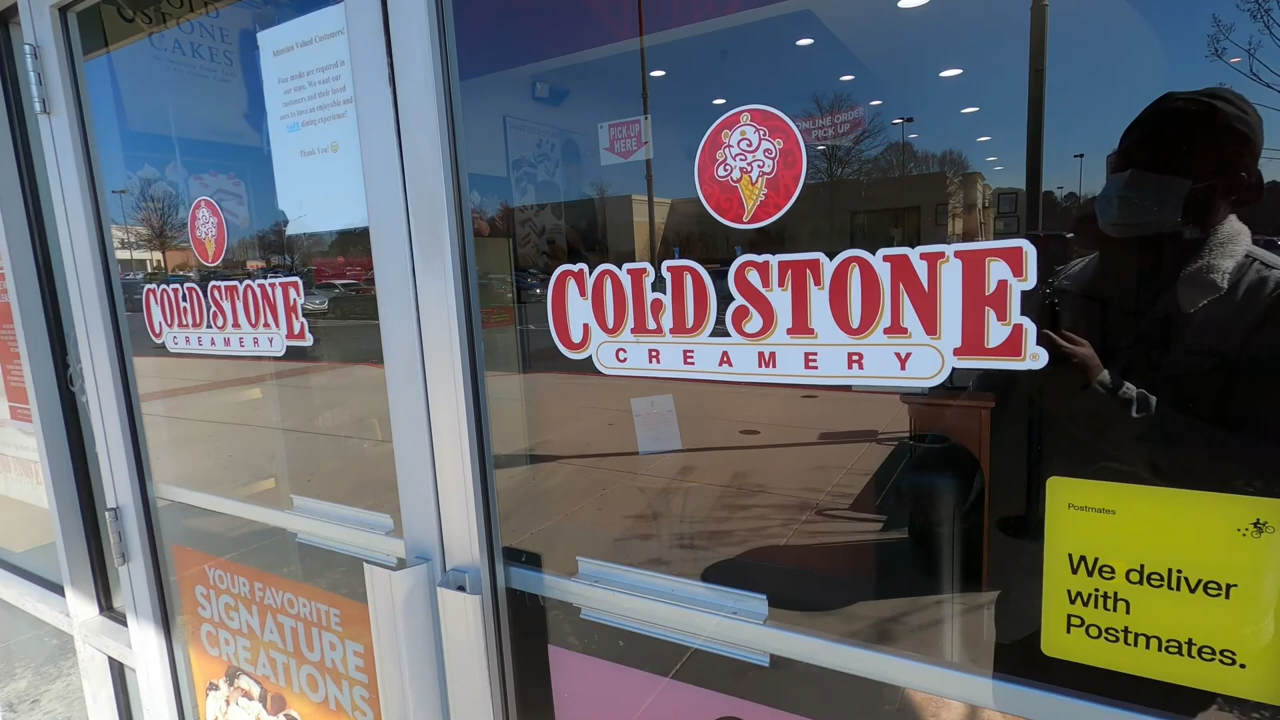 COLD
STONE
CAKES
Attention Valued Customers!
Face masks are required in
our store. We want our
customers and their loved
ones to have an enjoyable and
SAFE dining experience!
Thank You!
PICK-UP
HERE
ONLINE ORDER
PICK UP
COLD STONE
CREAMERY
COLD STONE
CREAMERY
®
YOUR FAVORITE
SIGNATURE
CREATIONS
Postmates
We deliver
with
Postmates.